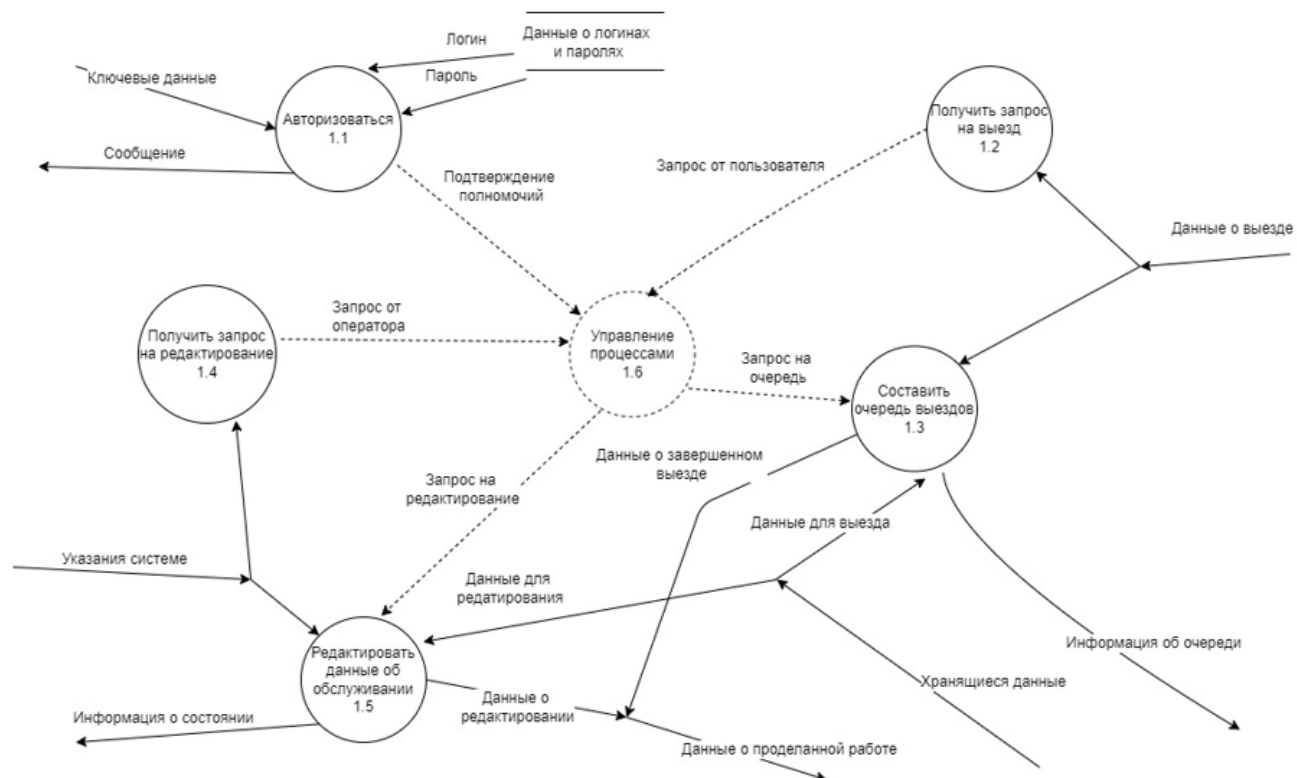 Данные о логинах
и паролях
Логин
Пароль
Ключевые данные
Авторизоваться
1.1
Сообщение
Подтверждение
полномочий
Получить запрос
на выезд
1.2
Запрос от пользователя
Данные о выезде
Получить запрос
на редактирование
1.4
Запрос от
оператора
Управление
процессами
1.6
Запрос на
очередь
Составить
очередь выездов
1.3
Данные о завершенном
выезде
Запрос на
редактирование
Данные для выезда
Указания системе
Данные для
редатирования
Редактировать
данные об
обслуживании
1.5
Информация об очереди
Хранящиеся данные
Данные о
редактировании
Информация о состоянии
Данные о проделанной работе